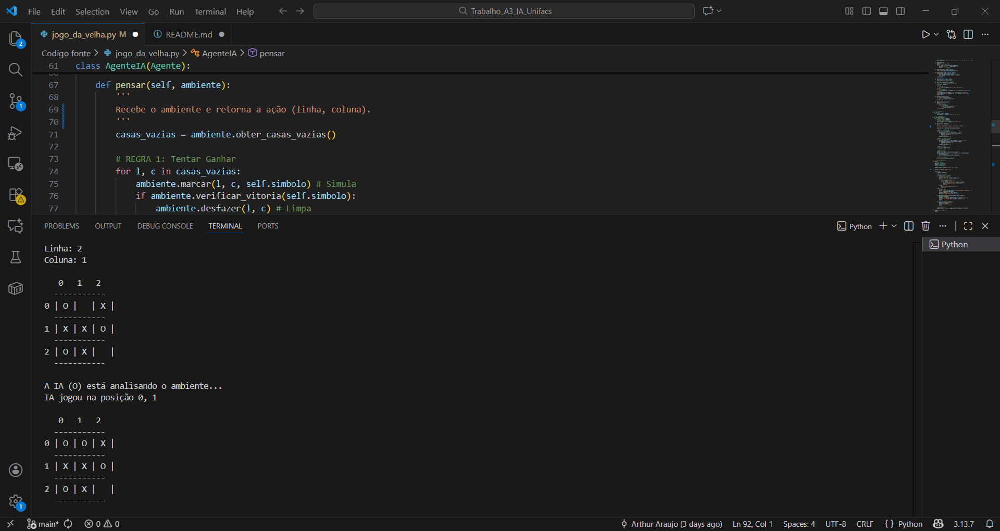 File Edit Selection View Go Run Terminal Help
Trabalho_A3_IA_Unifacs
jogo_da_velha.py M
README.md
Codigo fonte > jogo_da_velha.py > AgenteIA > pensar
61 class AgenteIA(Agente):
67 def pensar(self, ambiente):
68 '''
69 Recebe o ambiente e retorna a ação (linha, coluna).
70 '''
71 casas_vazias = ambiente.obter_casas_vazias()
72
73 # REGRA 1: Tentar Ganhar
74 for l, c in casas_vazias:
75 ambiente.marcar(l, c, self.simbolo) # Simula
76 if ambiente.verificar_vitoria(self.simbolo):
77 ambiente.desfazer(l, c) # Limpa
2
1
1
PROBLEMS OUTPUT DEBUG CONSOLE TERMINAL PORTS
Python
Python
Linha: 2
Coluna: 1
0 1 2
-----------
0 | O |   | X |
-----------
1 | X | X | O |
-----------
2 | O | X |   |
-----------
A IA (O) está analisando o ambiente...
IA jogou na posição 0, 1
0 1 2
-----------
0 | O | O | X |
-----------
1 | X | X | O |
-----------
2 | O | X |   |
-----------
main* 0 0 Arthur Araujo (3 days ago) Ln 92, Col 1 Spaces: 4 UTF-8 CRLF { } Python 3.13.7